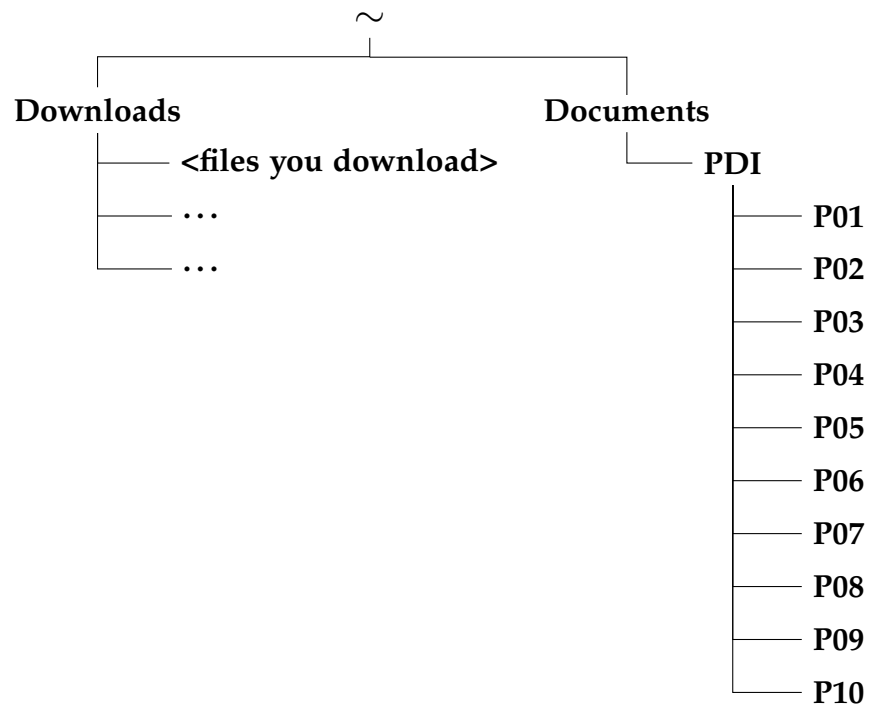 ~
Downloads
Documents
<files you download>
PDI
...
P01
...
P02
P03
P04
P05
P06
P07
P08
P09
P10